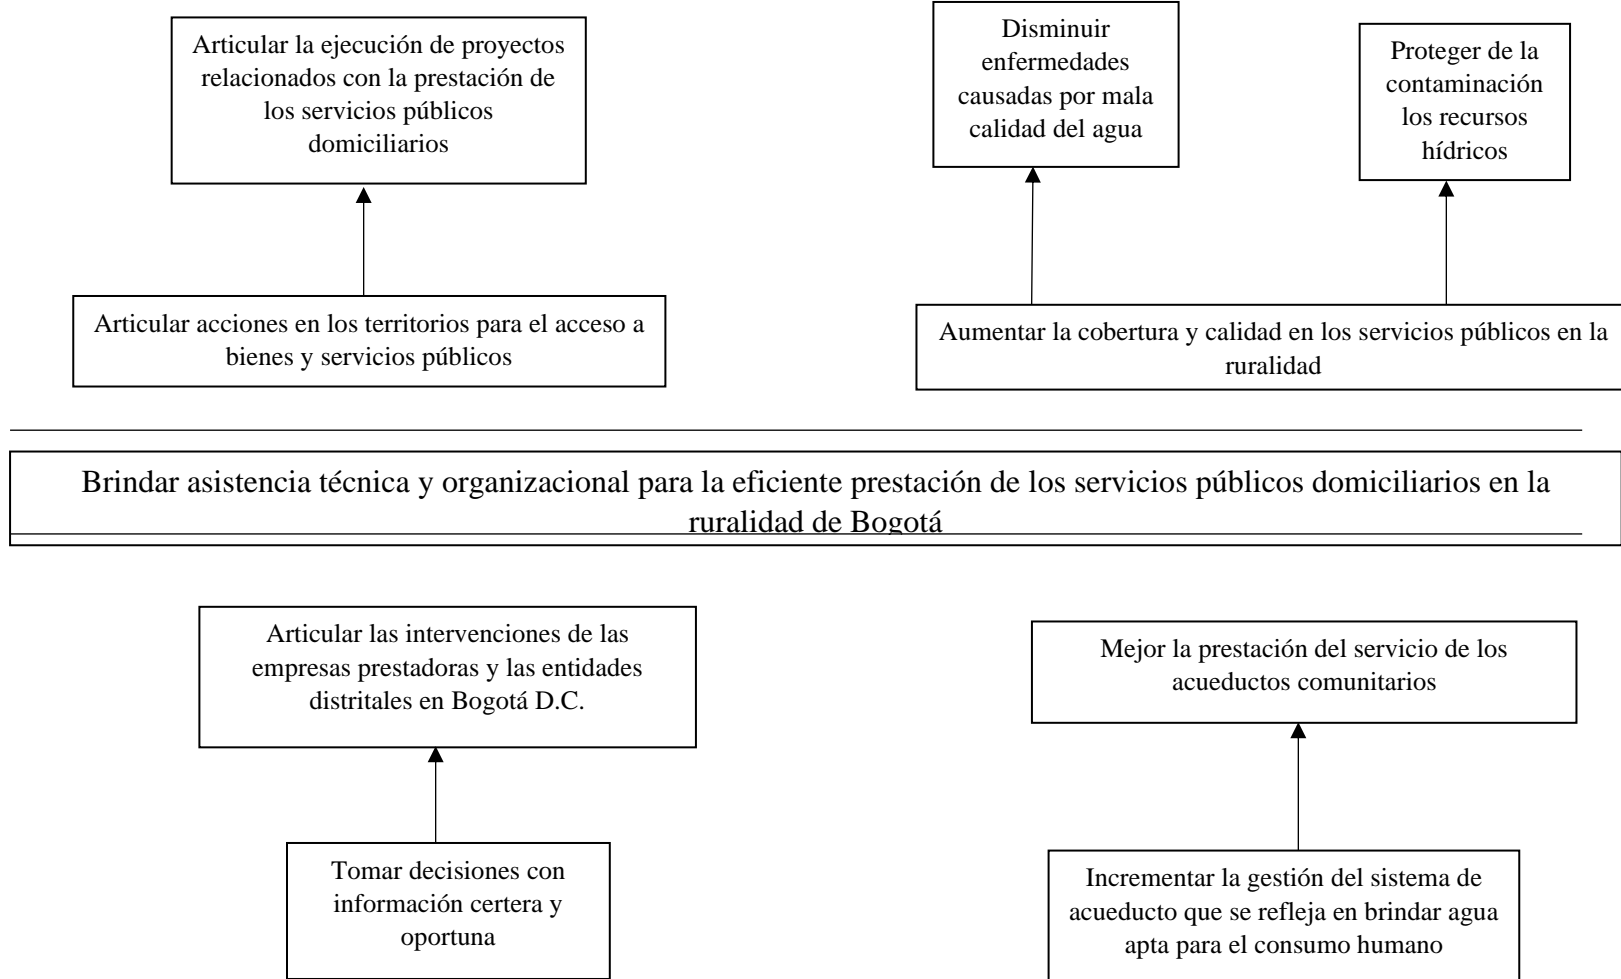 Articular la ejecución de proyectos
relacionados con la prestación de
los servicios públicos
domiciliarios
Disminuir
enfermedades
causadas por mala
calidad del agua
Proteger de la
contaminación
los recursos
hídricos
Articular acciones en los territorios para el acceso a
bienes y servicios públicos
Aumentar la cobertura y calidad en los servicios públicos en la
ruralidad
Brindar asistencia técnica y organizacional para la eficiente prestación de los servicios públicos domiciliarios en la
ruralidad de Bogotá
Articular las intervenciones de las
empresas prestadoras y las entidades
distritales en Bogotá D.C.
Mejor la prestación del servicio de los
acueductos comunitarios
Tomar decisiones con
información certera y
oportuna
Incrementar la gestión del sistema de
acueducto que se refleja en brindar agua
apta para el consumo humano